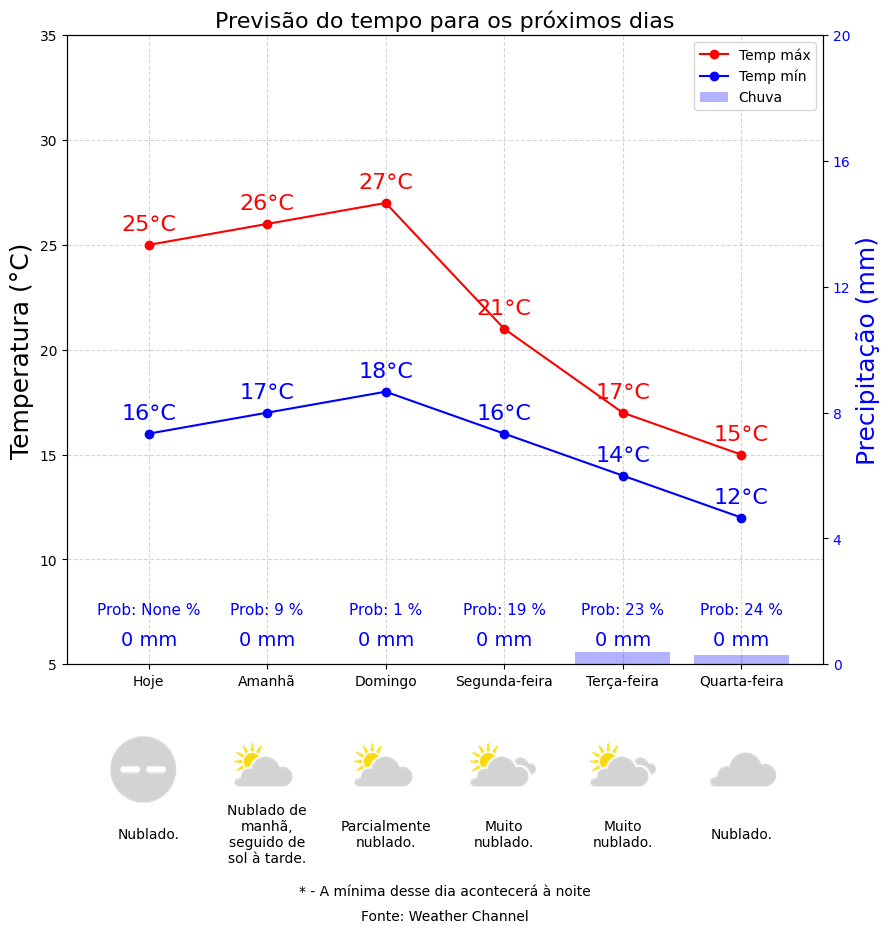 Previsão do tempo para os próximos dias
Temp máx
Temp mín
Chuva
Temperatura (°C)
Precipitação (mm)
35
30
25
20
15
10
5
20
16
12
8
4
0
25°C 26°C 27°C 21°C 17°C 15°C
16°C 17°C 18°C 16°C 14°C 12°C
Prob: None % Prob: 9 % Prob: 1 % Prob: 19 % Prob: 23 % Prob: 24 %
0 mm 0 mm 0 mm 0 mm 0 mm 0 mm
Hoje Amanhã Domingo Segunda-feira Terça-feira Quarta-feira
Nublado.
Nublado de
manhã,
seguido de
sol à tarde.
Parcialmente
nublado.
Muito
nublado.
Muito
nublado.
Nublado.
* - A mínima desse dia acontecerá à noite
Fonte: Weather Channel